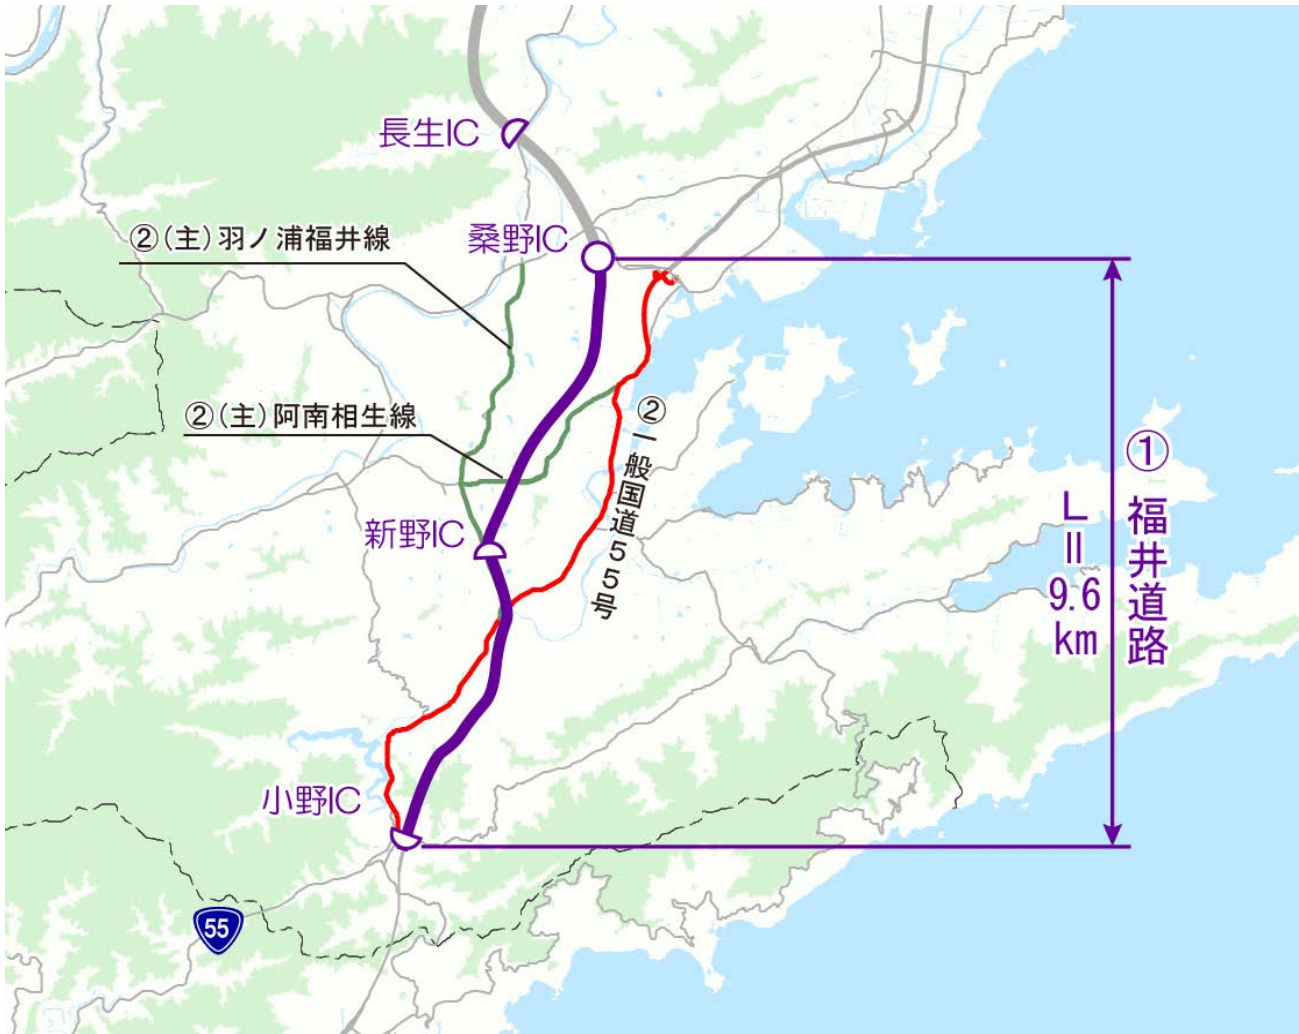 長生IC
②(主)羽ノ浦福井線
桑野IC
②(主)阿南相生線
②一般国道55号
新野IC
①福井道路
L=9.6km
小野IC
55